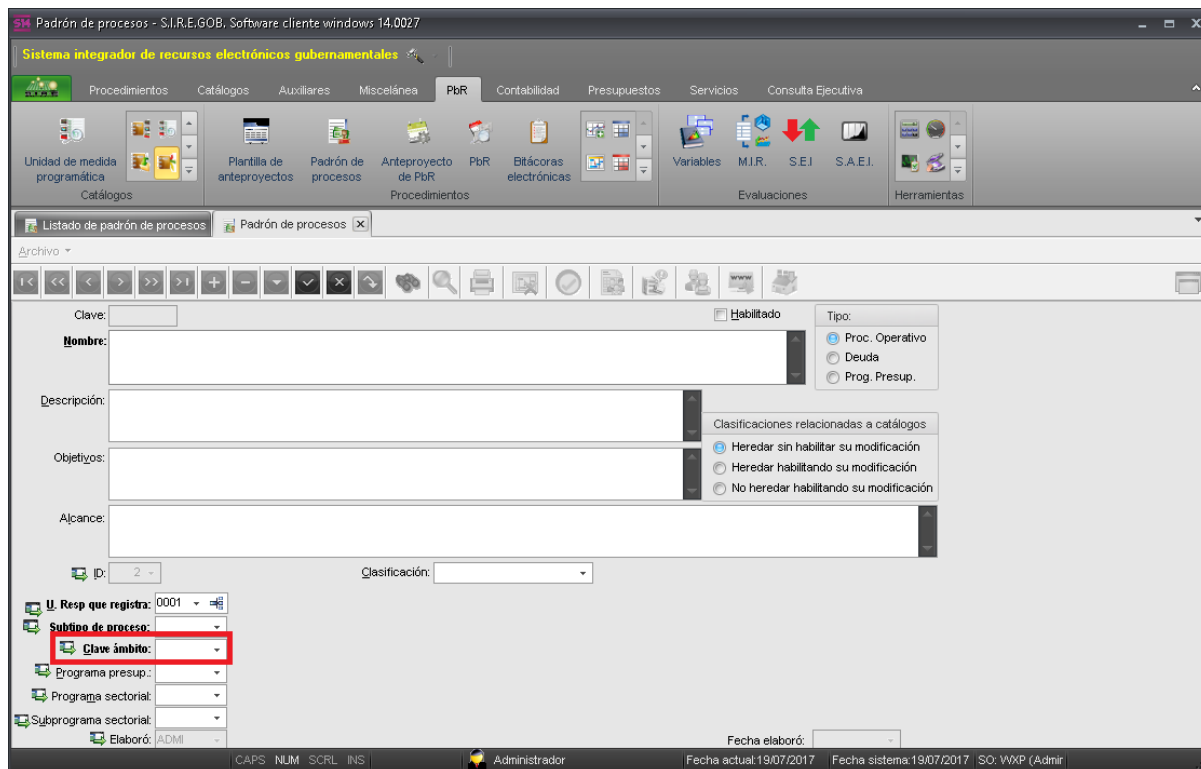 S14 Padrón de procesos - S.I.R.E.GOB. Software cliente windows 14.0027
Sistema integrador de recursos electrónicos gubernamentales
Procedimientos Catálogos Auxiliares Miscelánea PbR Contabilidad Presupuestos Servicios Consulta Ejecutiva
Unidad de medida programática
Plantilla de anteproyectos
Padrón de procesos
Anteproyecto de PbR
PbR
Bitácoras electrónicas
Variables
M.I.R.
S.E.I
S.A.E.I.
Catálogos Procedimientos Evaluaciones Herramientas
Listado de padrón de procesos Padrón de procesos
Archivo
www
Clave: Habilitado Tipo:
Nombre: Proc. Operativo
Deuda
Prog. Presup.
Descripción:
Clasificaciones relacionadas a catálogos
Heredar sin habilitar su modificación
Objetivos:
Heredar habilitando su modificación
No heredar habilitando su modificación
Alcance:
ID: 2 Clasificación:
U. Resp que registra: 0001
Subtipo de proceso:
Clave ámbito:
Programa presup.:
Programa sectorial:
Subprograma sectorial:
Elaboró: ADMI Fecha elaboró:
CAPS NUM SCRL INS Administrador Fecha actual:19/07/2017 Fecha sistema:19/07/2017 SO: WXP (Admir